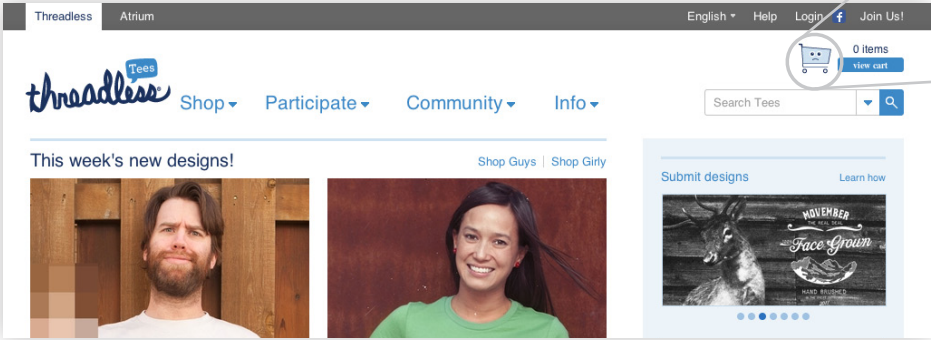 Threadless Atrium English Help Login Join Us!
0 items
view cart
Tees
threadless
Shop Participate Community Info
Search Tees
This week's new designs! Shop Guys Shop Girly
Submit designs Learn how
MOVEMBER
THE REAL DEAL
Face Grown
HAND BRUSHED